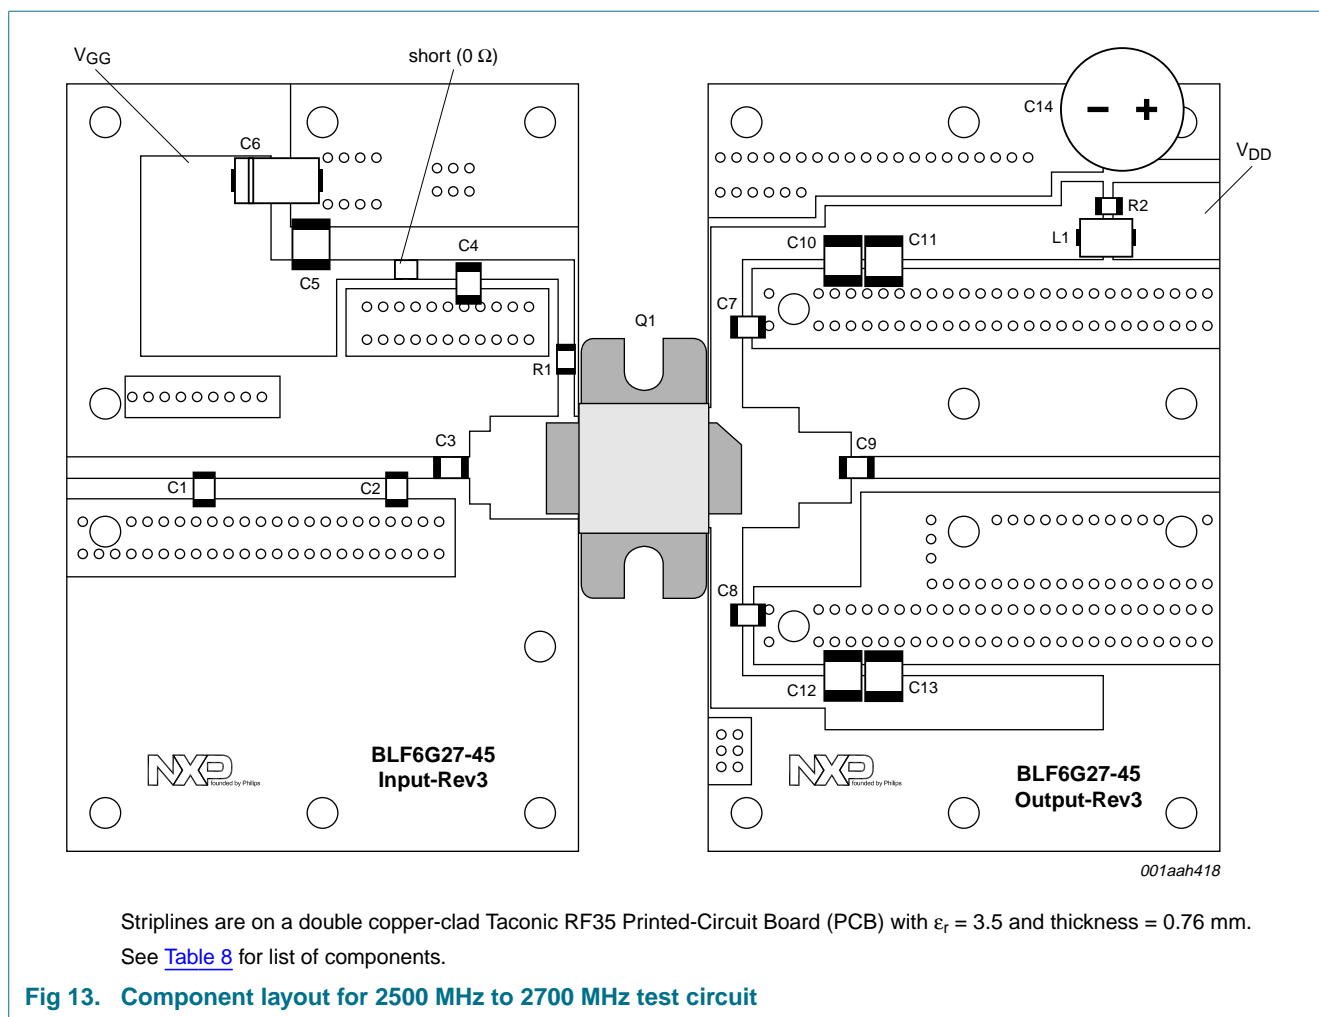 VGG
short (0 Ω)
C6
C5
C4
R1
C3
C1
C2
Q1
C14
− +
VDD
R2
L1
C10
C11
C7
C9
C8
C12
C13
NXP
founded by Philips
BLF6G27-45
Input-Rev3
NXP
founded by Philips
BLF6G27-45
Output-Rev3
001aah418
Striplines are on a double copper-clad Taconic RF35 Printed-Circuit Board (PCB) with εr = 3.5 and thickness = 0.76 mm.
See Table 8 for list of components.
Fig 13. Component layout for 2500 MHz to 2700 MHz test circuit